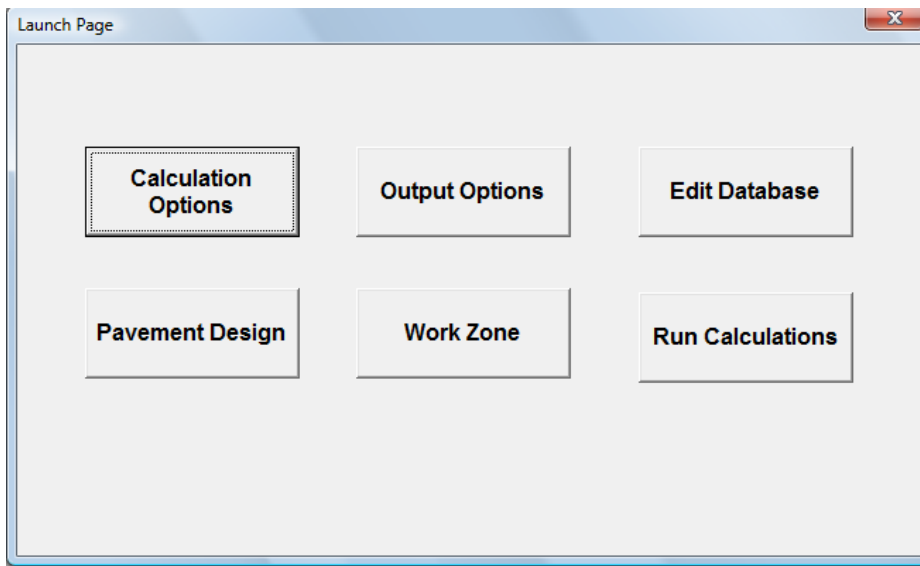 Launch Page
Calculation
Options
Output Options
Edit Database
Pavement Design
Work Zone
Run Calculations